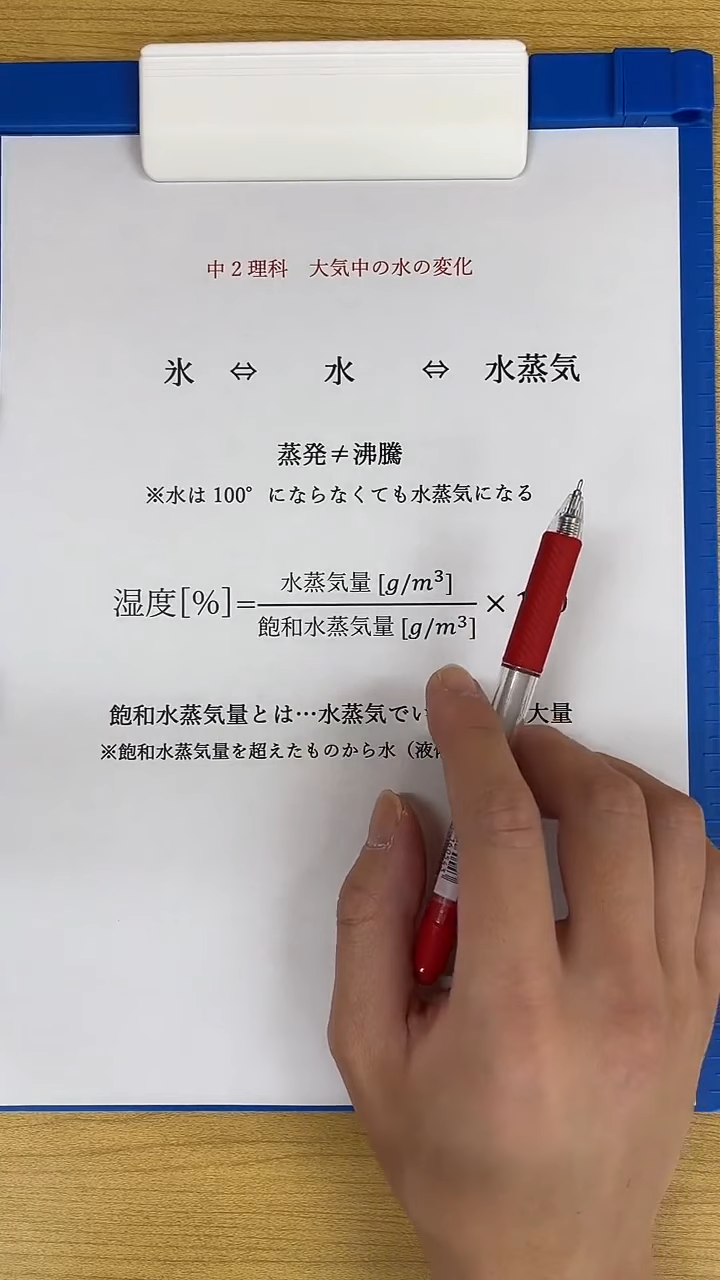 中2理科　大気中の水の変化
氷 ⇔ 水 ⇔ 水蒸気
蒸発≠沸騰
※水は100°にならなくても水蒸気になる
湿度[%]=水蒸気量[g/m³]/飽和水蒸気量[g/m³]×
飽和水蒸気量とは…水蒸気でい 大量
※飽和水蒸気量を超えたものから水（液